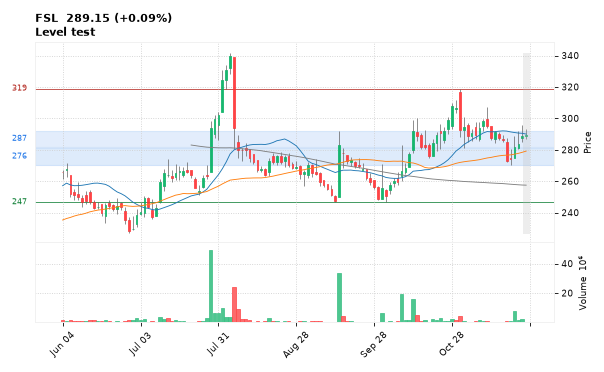 FSL 289.15 (+0.09%)
Level test
340
320
300
280
260
240
Price
319
287
276
247
40
20
Volume 10⁶
Jun 04
Jul 03
Jul 31
Aug 28
Sep 28
Oct 28